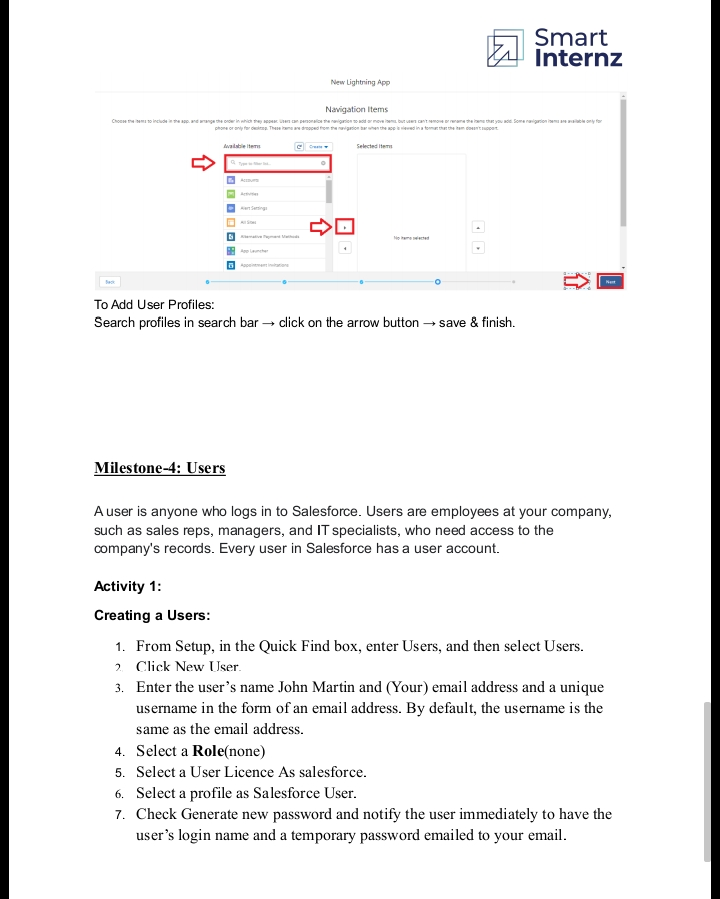 Smart
Internz
New Lightning App
Navigation Items
Choose the items to include in the app, and arrange the order in which they appear. Users can personalize the navigation to add or move items, but users can't remove or rename the items that you add. Some navigation items are available only for
phone or only for desktop. These items are dropped from the navigation bar when the app is viewed in a format that the item doesn't support.
Available Items Create Selected Items
Type to filter list...
Accounts
Activities
Alert Settings
All Sites
Alternative Payment Methods
App Launcher
Appointment Invitations
No items selected
Back Next
To Add User Profiles:
Search profiles in search bar → click on the arrow button → save & finish.
Milestone-4: Users
A user is anyone who logs in to Salesforce. Users are employees at your company,
such as sales reps, managers, and IT specialists, who need access to the
company's records. Every user in Salesforce has a user account.
Activity 1:
Creating a Users:
1. From Setup, in the Quick Find box, enter Users, and then select Users.
2. Click New User.
3. Enter the user’s name John Martin and (Your) email address and a unique
username in the form of an email address. By default, the username is the
same as the email address.
4. Select a Role(none)
5. Select a User Licence As salesforce.
6. Select a profile as Salesforce User.
7. Check Generate new password and notify the user immediately to have the
user’s login name and a temporary password emailed to your email.